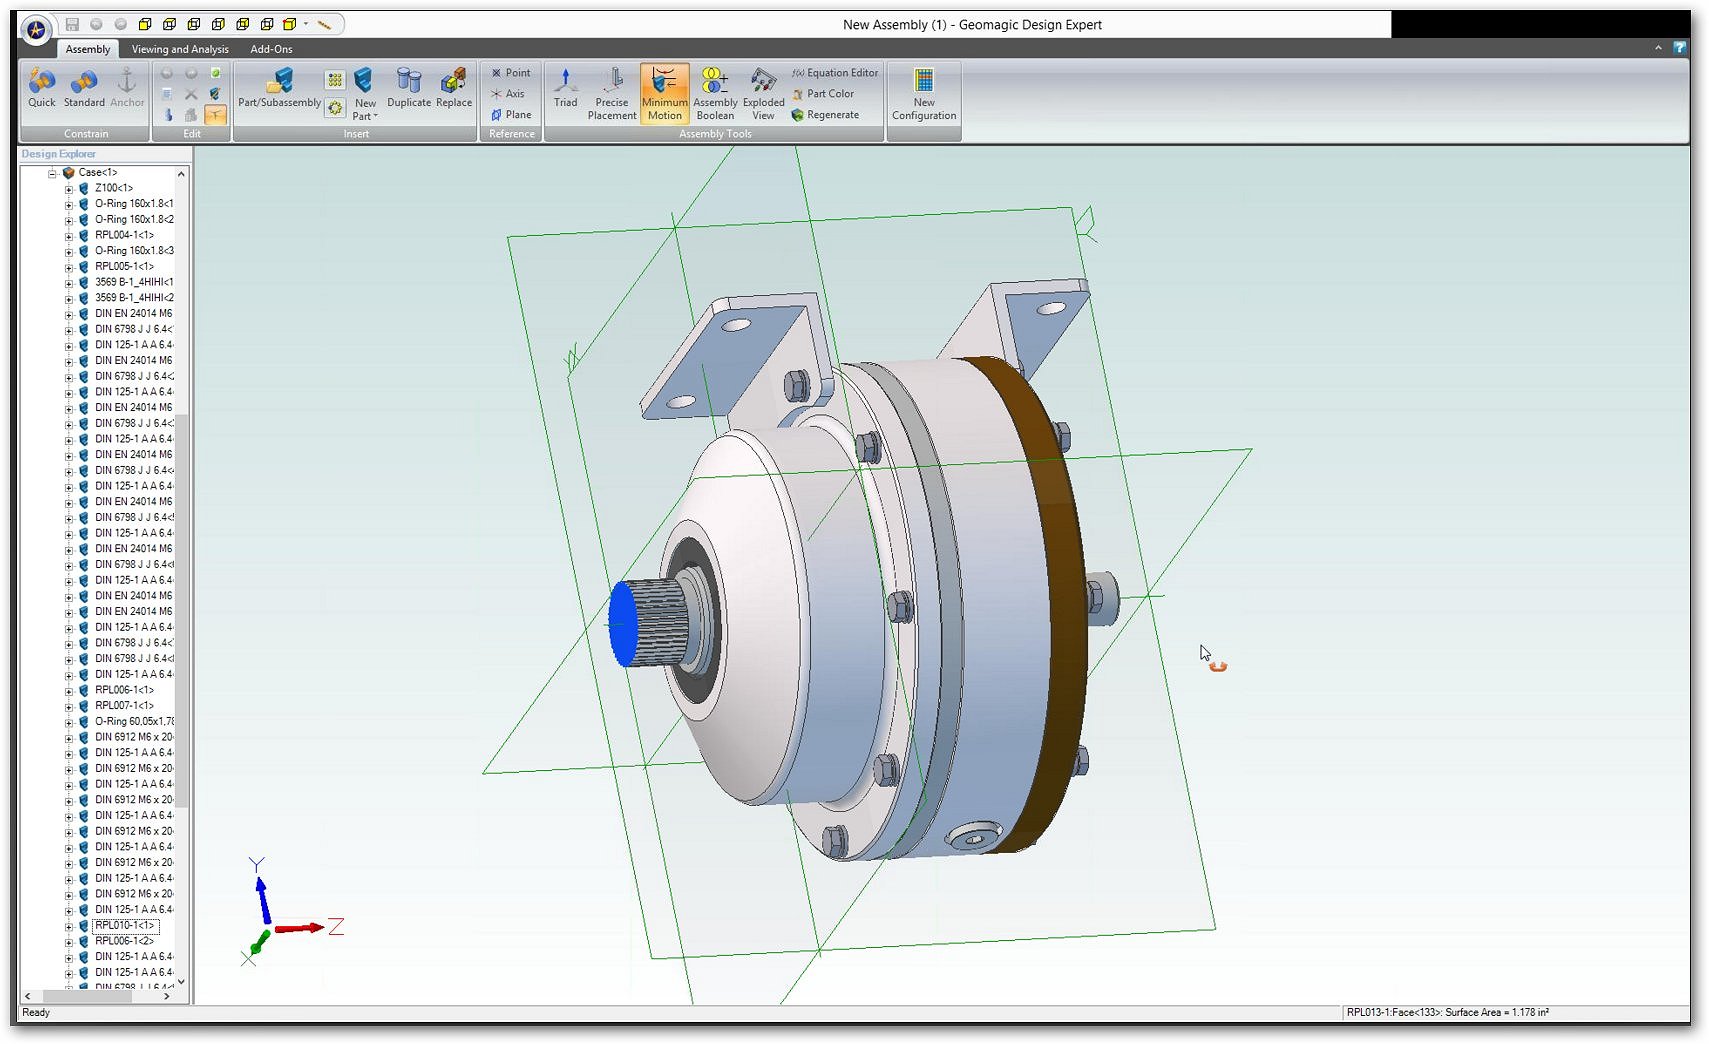 New Assembly (1) - Geomagic Design Expert
Assembly Viewing and Analysis Add-Ons
Quick Standard Anchor
Constrain
Edit
Part/Subassembly New Part Duplicate Replace
Insert
Point
Axis
Plane
Reference
Triad Precise Placement Minimum Motion Assembly Boolean Exploded View
f(x) Equation Editor
Part Color
Regenerate
Assembly Tools
New Configuration
Design Explorer
Case<1>
Z100<1>
O-Ring 160x1.8<1
O-Ring 160x1.8<2
RPL004-1<1>
O-Ring 160x1.8<3
RPL005-1<1>
3569 B-1_4HIHI<1
3569 B-1_4HIHI<2
DIN EN 24014 M6
DIN 6798 J J 6.4<
DIN 125-1 A A 6.4
DIN EN 24014 M6
DIN 6798 J J 6.4<2
DIN 125-1 A A 6.4
DIN EN 24014 M6
DIN 6798 J J 6.4<
DIN 125-1 A A 6.4
DIN EN 24014 M6
DIN 6798 J J 6.4<
DIN 125-1 A A 6.4
DIN EN 24014 M6
DIN 6798 J J 6.4<
DIN 125-1 A A 6.4
DIN EN 24014 M6
DIN 6798 J J 6.4<
DIN 125-1 A A 6.4
DIN EN 24014 M6
DIN EN 24014 M6
DIN 125-1 A A 6.4
DIN 6798 J J 6.4<
DIN 6798 J J 6.4<
DIN 125-1 A A 6.4
RPL006-1<1>
RPL007-1<1>
O-Ring 60,05x1,78
DIN 6912 M6 x 20
DIN 125-1 A A 6.4
DIN 6912 M6 x 20
DIN 125-1 A A 6.4
DIN 6912 M6 x 20
DIN 125-1 A A 6.4
DIN 6912 M6 x 20
DIN 125-1 A A 6.4
DIN 6912 M6 x 20
DIN 125-1 A A 6.4
DIN 6912 M6 x 20
DIN 125-1 A A 6.4
RPL010-1<1>
RPL006-1<2>
DIN 125-1 A A 6.4
DIN 125-1 A A 6.4
DIN 6798 J J 6.4<
Y
Z
X
Ready
RPL013-1:Face<133>: Surface Area = 1.178 in²